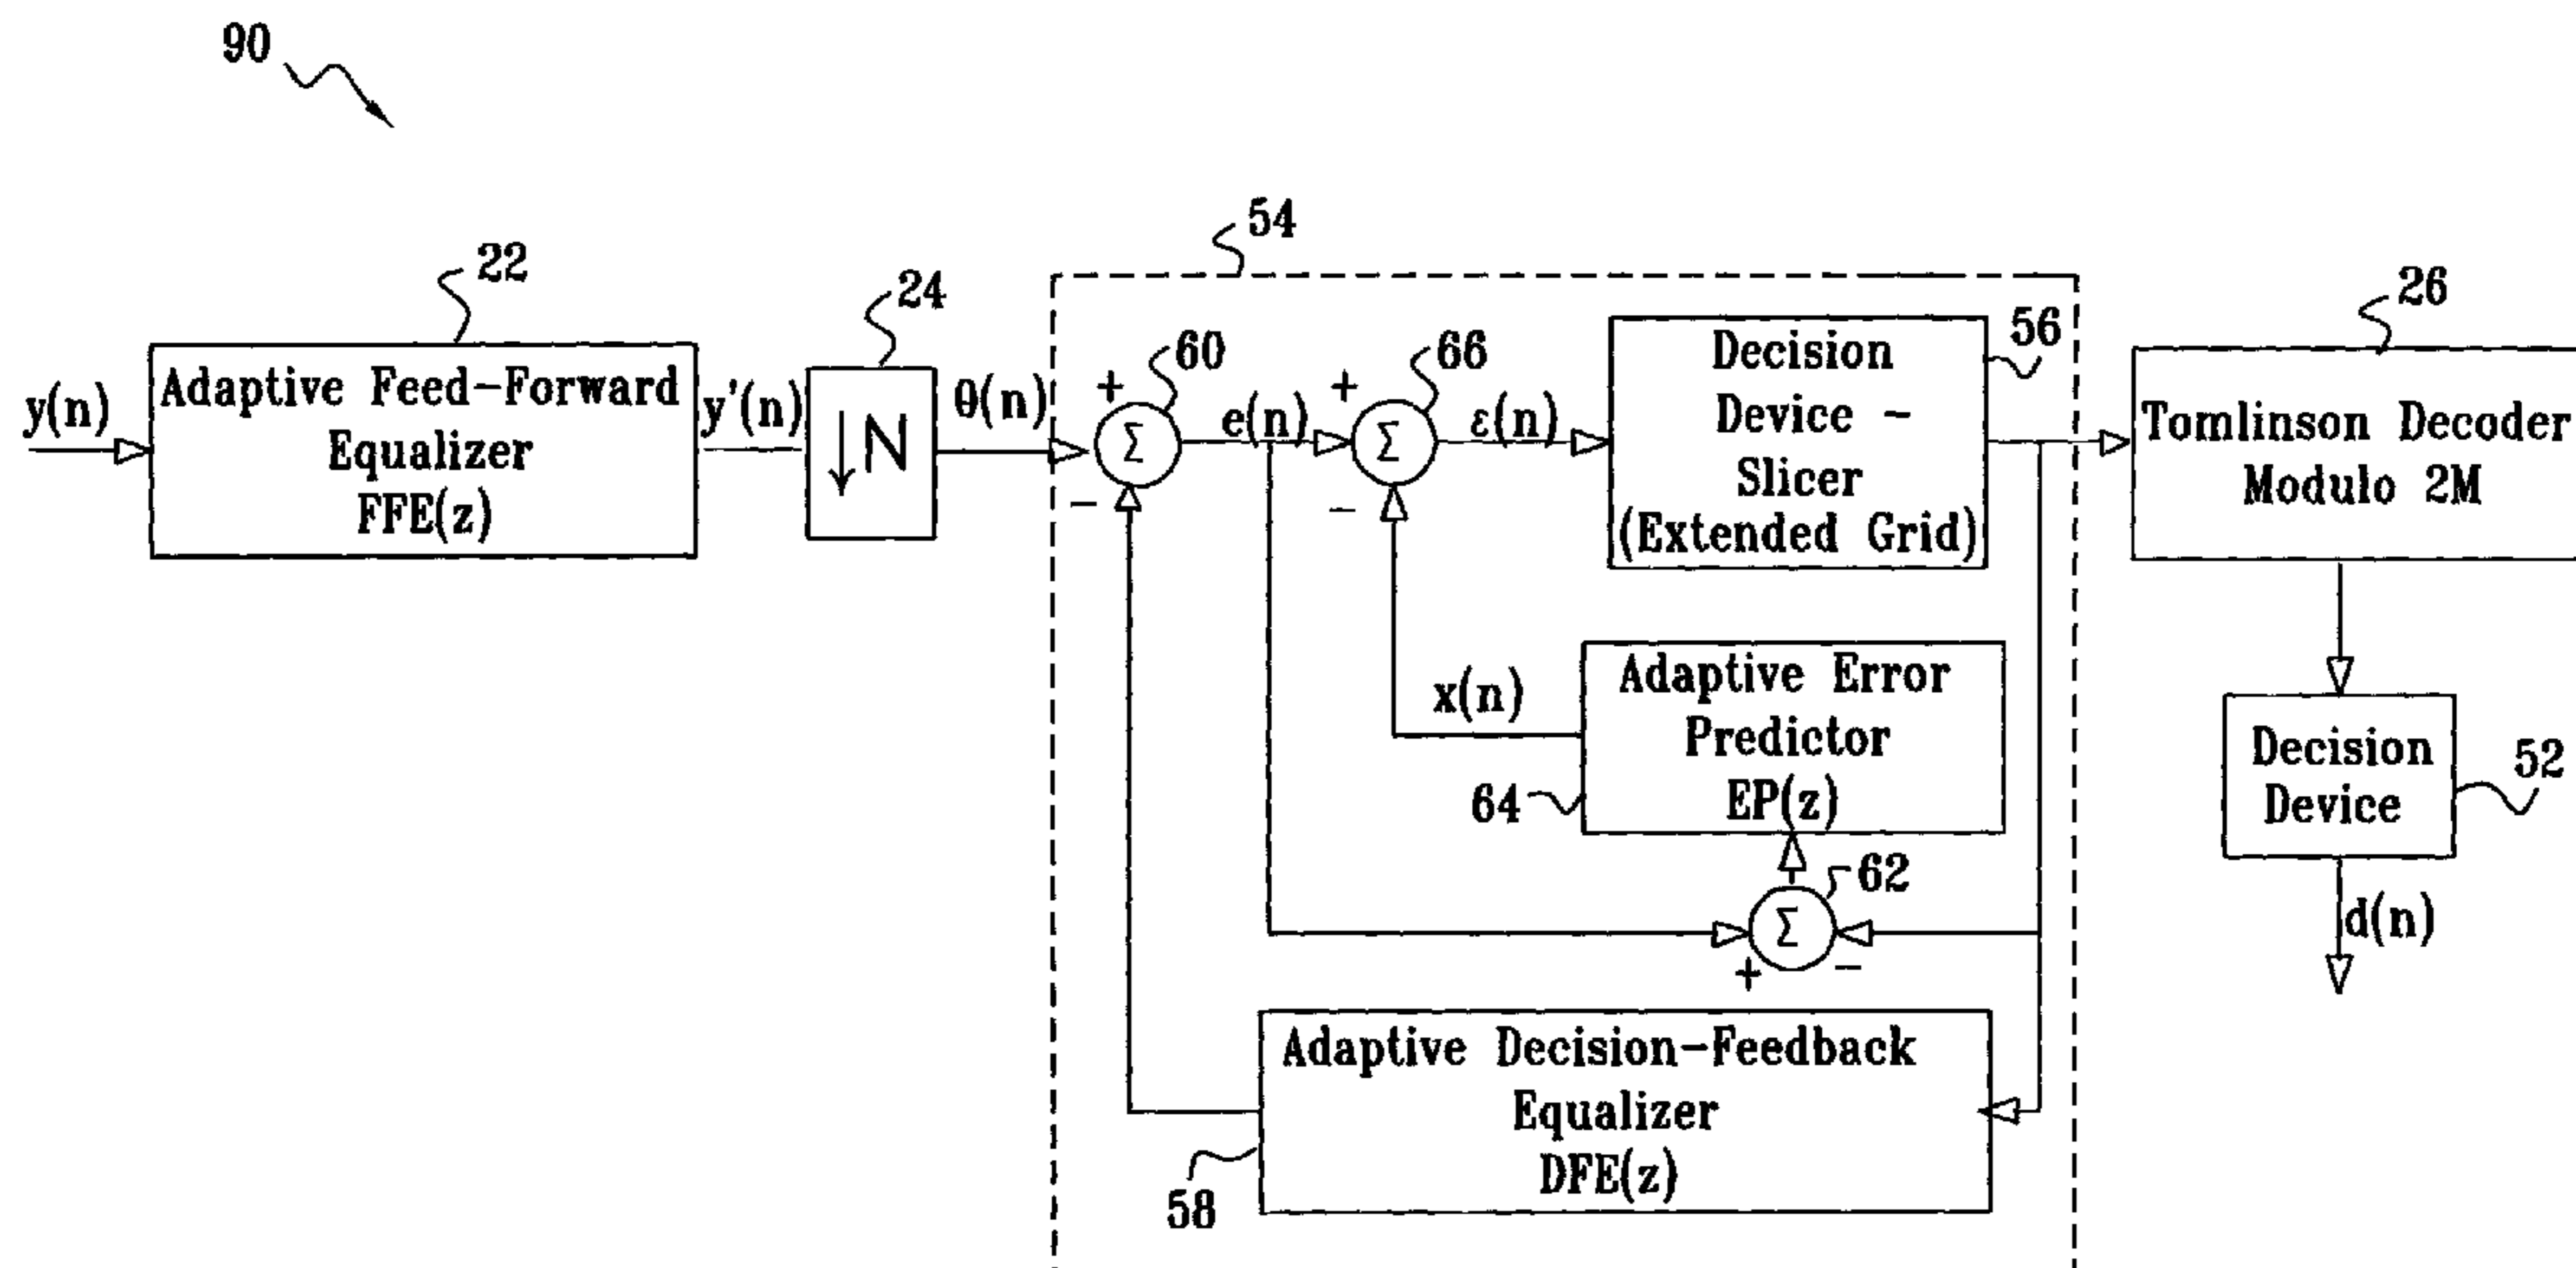 90
54
22
24
26
60
66
56
y(n)
Adaptive Feed-Forward
Equalizer
FFE(z)
y'(n)
↓N
θ(n)
+
Σ
-
e(n)
+
Σ
-
ε(n)
Decision
Device -
Slicer
(Extended Grid)
Tomlinson Decoder
Modulo 2M
x(n)
Adaptive Error
Predictor
EP(z)
64
Decision
Device
52
62
Σ
+
-
d(n)
Adaptive Decision-Feedback
Equalizer
DFE(z)
58